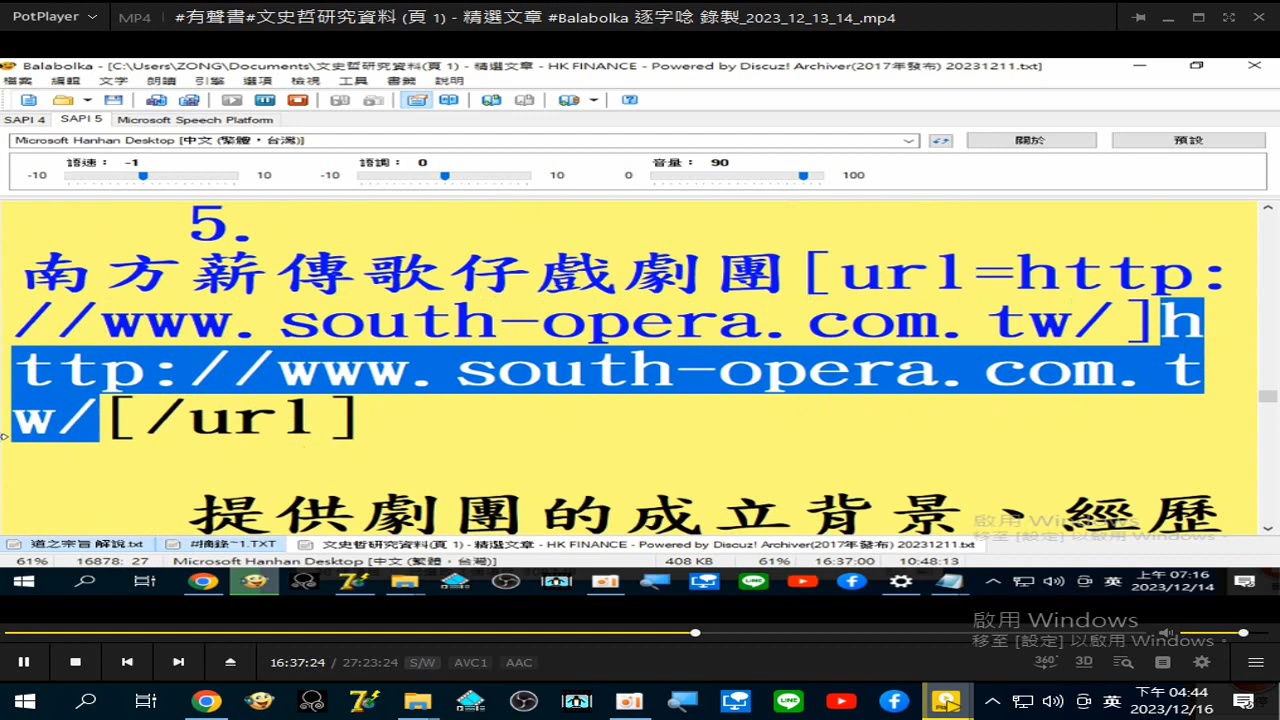 PotPlayer MP4 #有聲書#文史哲研究資料 (頁 1) - 精選文章 #Balabolka 逐字唸 錄製_2023_12_13_14_.mp4
Balabolka - [C:\Users\ZONG\Documents\文史哲研究資料(頁 1) - 精選文章 - HK FINANCE - Powered by Discuz! Archiver(2017年發布) 20231211.txt]
檔案 編輯 文字 朗讀 引擎 選項 檢視 工具 書籤 說明
SAPI 4 SAPI 5 Microsoft Speech Platform
Microsoft Hanhan Desktop [中文 (繁體，台灣)] 關於 預設
語速： -1 語調： 0 音量： 90
-10 10 -10 10 0 100
5.
南方薪傳歌仔戲劇團[url=http:
//www.south-opera.com.tw/]h
ttp://www.south-opera.com.t
w/[/url]
提供劇團的成立背景、經歷
啟用 Windows
移至 [設定] 以啟用 Windows。
道之宗旨 解說.txt #摘錄~1.TXT 文史哲研究資料(頁 1) - 精選文章 - HK FINANCE - Powered by Discuz! Archiver(2017年發布) 20231211.txt
61% 16878: 27 Microsoft Hanhan Desktop [中文 (繁體，台灣)] 408 KB 61% 16:37:00 10:48:13
英 上午 07:16
2023/12/14
啟用 Windows
移至 [設定] 以啟用 Windows。
16:37:24 / 27:23:24 S/W AVC1 AAC 360° 3D
英 下午 04:44
2023/12/16